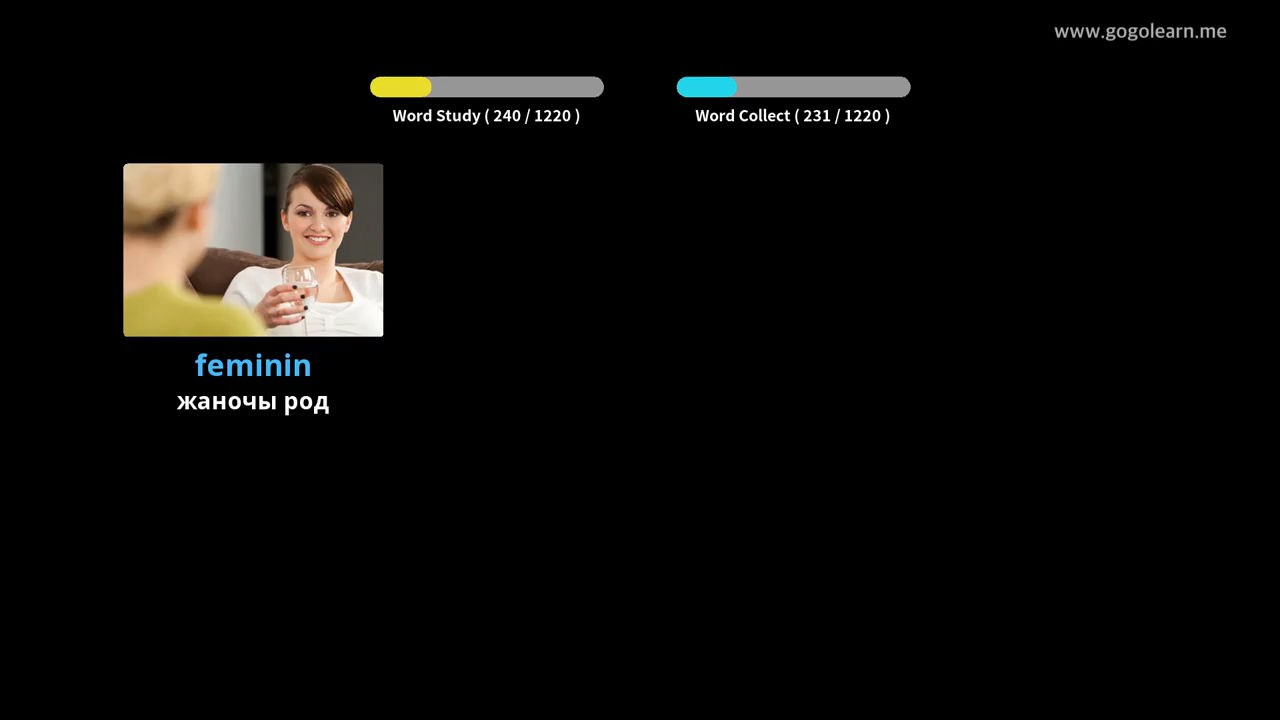 www.gogolearn.me
Word Study ( 240 / 1220 )
Word Collect ( 231 / 1220 )
feminin
жаночы род